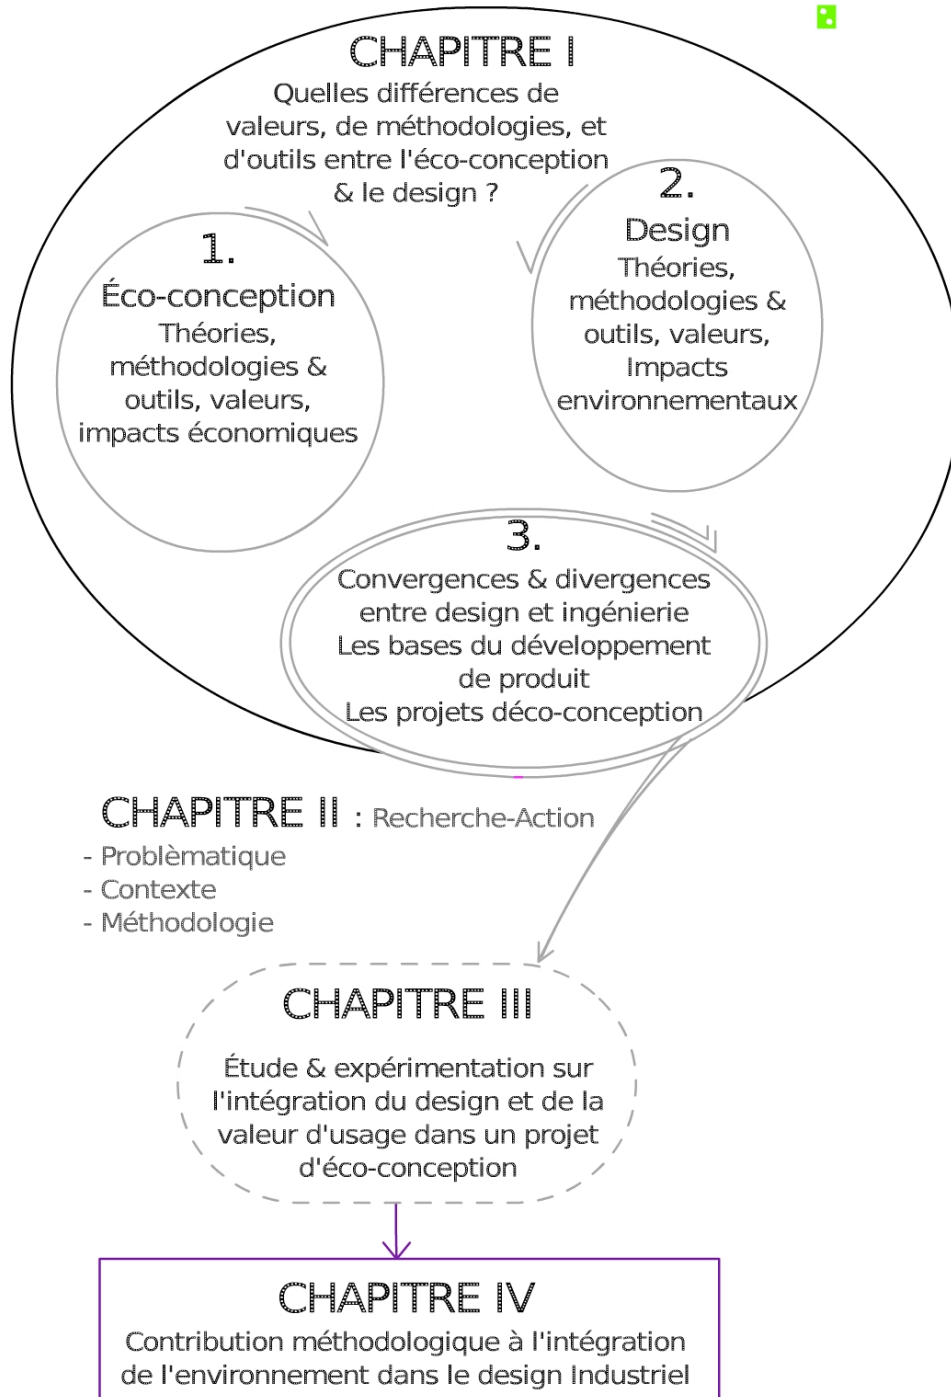 CHAPITRE I
Quelles différences de
valeurs, de méthodologies, et
d'outils entre l'éco-conception
& le design ?
1.
Éco-conception
Théories,
méthodologies &
outils, valeurs,
impacts économiques
2.
Design
Théories,
méthodologies &
outils, valeurs,
Impacts
environnementaux
3.
Convergences & divergences
entre design et ingénierie
Les bases du développement
de produit
Les projets déco-conception
CHAPITRE II : Recherche-Action
- Problèmatique
- Contexte
- Méthodologie
CHAPITRE III
Étude & expérimentation sur
l'intégration du design et de la
valeur d'usage dans un projet
d'éco-conception
CHAPITRE IV
Contribution méthodologique à l'intégration
de l'environnement dans le design Industriel